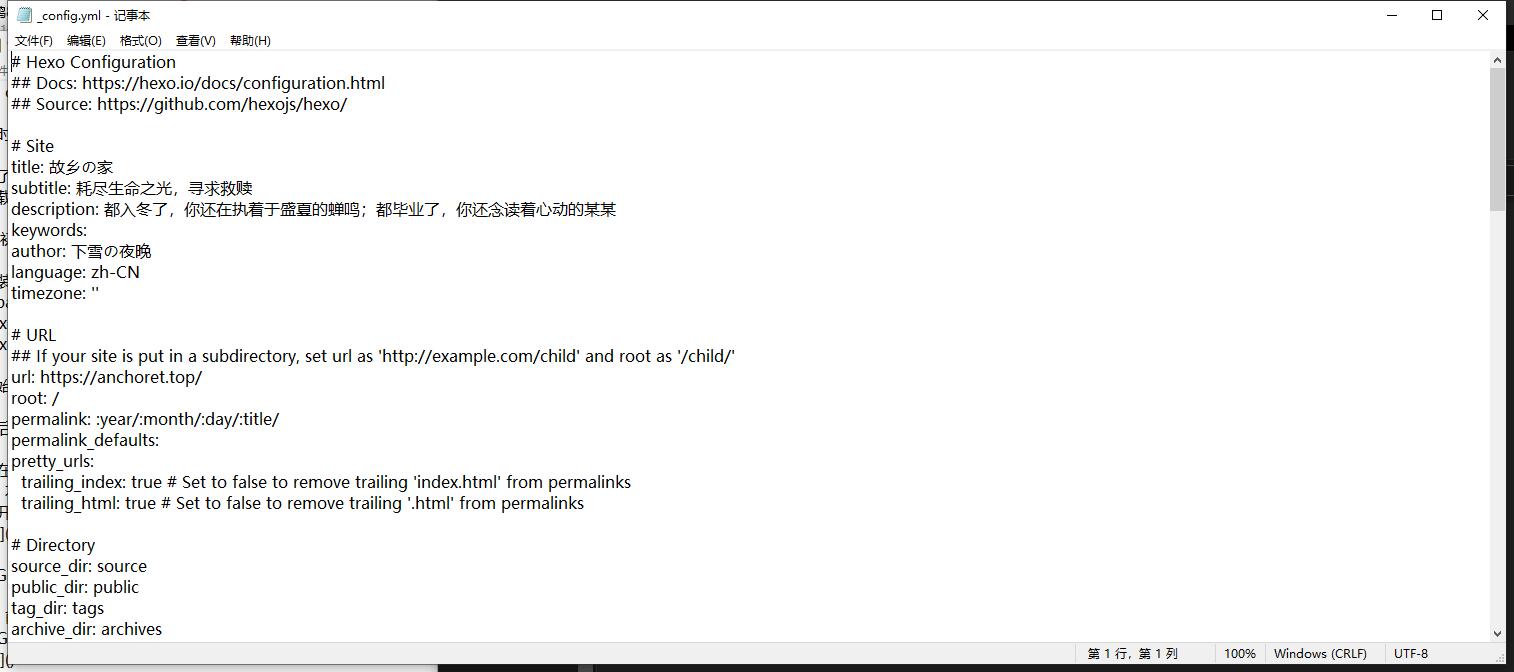 _config.yml - 记事本
文件(F) 编辑(E) 格式(O) 查看(V) 帮助(H)
# Hexo Configuration
## Docs: https://hexo.io/docs/configuration.html
## Source: https://github.com/hexojs/hexo/
# Site
title: 故乡の家
subtitle: 耗尽生命之光，寻求救赎
description: 都入冬了，你还在执着于盛夏的蝉鸣；都毕业了，你还念读着心动的某某
keywords:
author: 下雪の夜晚
language: zh-CN
timezone: ''
# URL
## If your site is put in a subdirectory, set url as 'http://example.com/child' and root as '/child/'
url: https://anchoret.top/
root: /
permalink: :year/:month/:day/:title/
permalink_defaults:
pretty_urls:
  trailing_index: true # Set to false to remove trailing 'index.html' from permalinks
  trailing_html: true # Set to false to remove trailing '.html' from permalinks
# Directory
source_dir: source
public_dir: public
tag_dir: tags
archive_dir: archives
第 1 行，第 1 列 100% Windows (CRLF) UTF-8